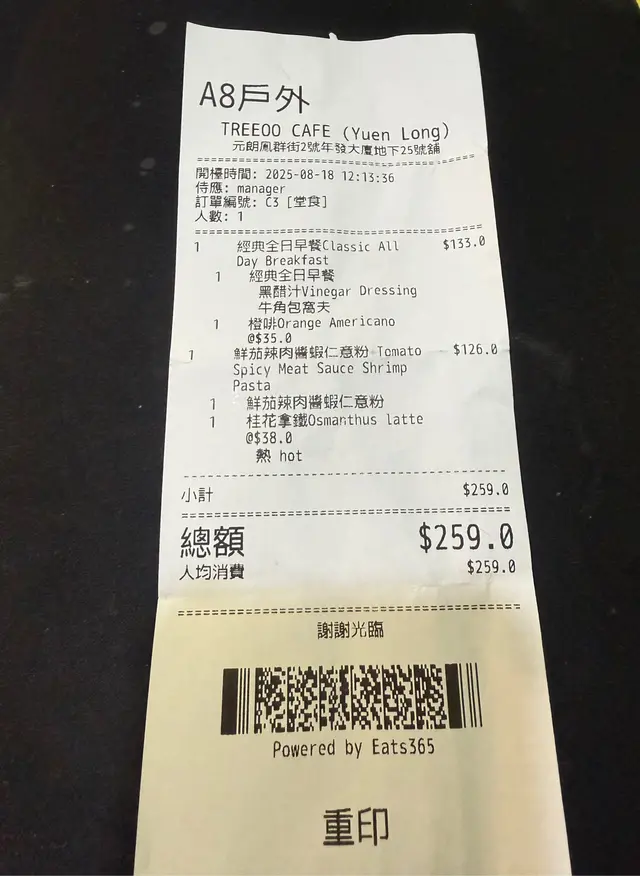 A8戶外
TREEOO CAFE (Yuen Long)
元朗鳳群街2號年發大廈地下25號舖
開檯時間: 2025-08-18 12:13:36
侍應: manager
訂單編號: C3 [堂食]
人數: 1
1 經典全日早餐Classic All $133.0
Day Breakfast
1 經典全日早餐
黑醋汁Vinegar Dressing
牛角包窩夫
1 橙啡Orange Americano
@$35.0
1 鮮茄辣肉醬蝦仁意粉 Tomato $126.0
Spicy Meat Sauce Shrimp
Pasta
1 鮮茄辣肉醬蝦仁意粉
1 桂花拿鐵Osmanthus latte
@$38.0
熱 hot
小計 $259.0
總額 $259.0
人均消費 $259.0
謝謝光臨
Powered by Eats365
重印